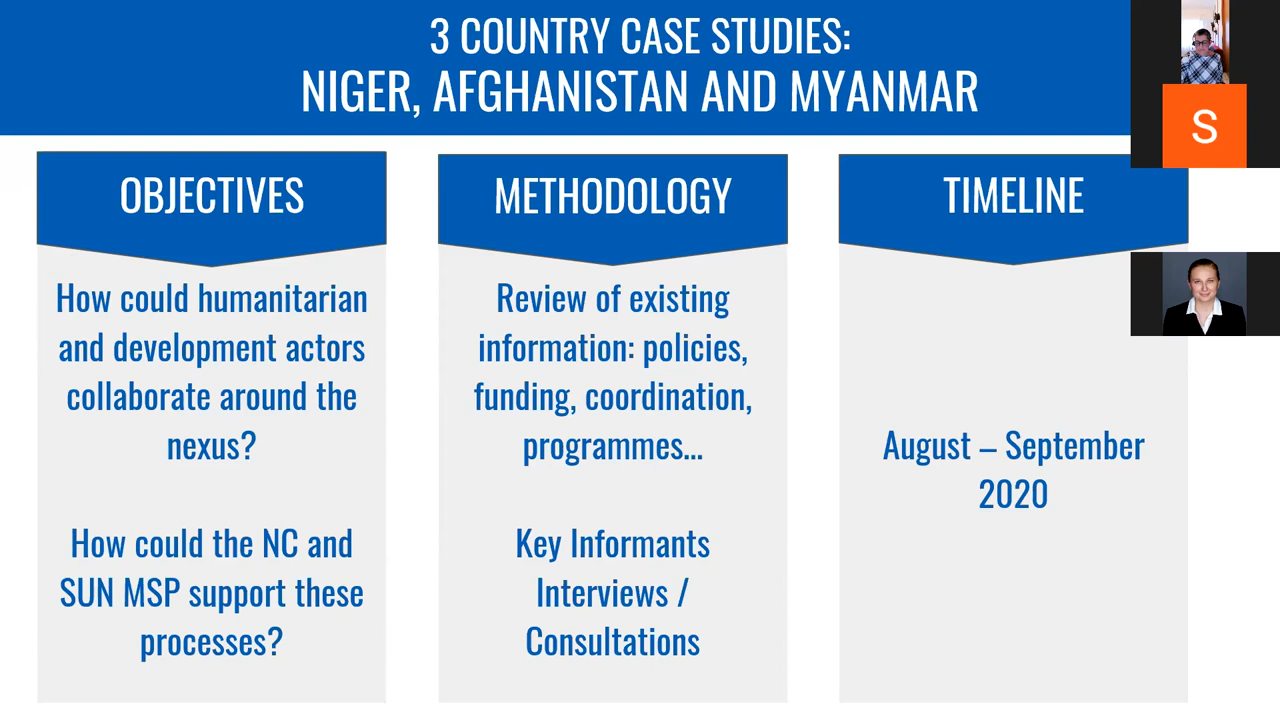 3 COUNTRY CASE STUDIES:
NIGER, AFGHANISTAN AND MYANMAR
S
OBJECTIVES
How could humanitarian
and development actors
collaborate around the
nexus?
How could the NC and
SUN MSP support these
processes?
METHODOLOGY
Review of existing
information: policies,
funding, coordination,
programmes...
Key Informants
Interviews /
Consultations
TIMELINE
August – September
2020